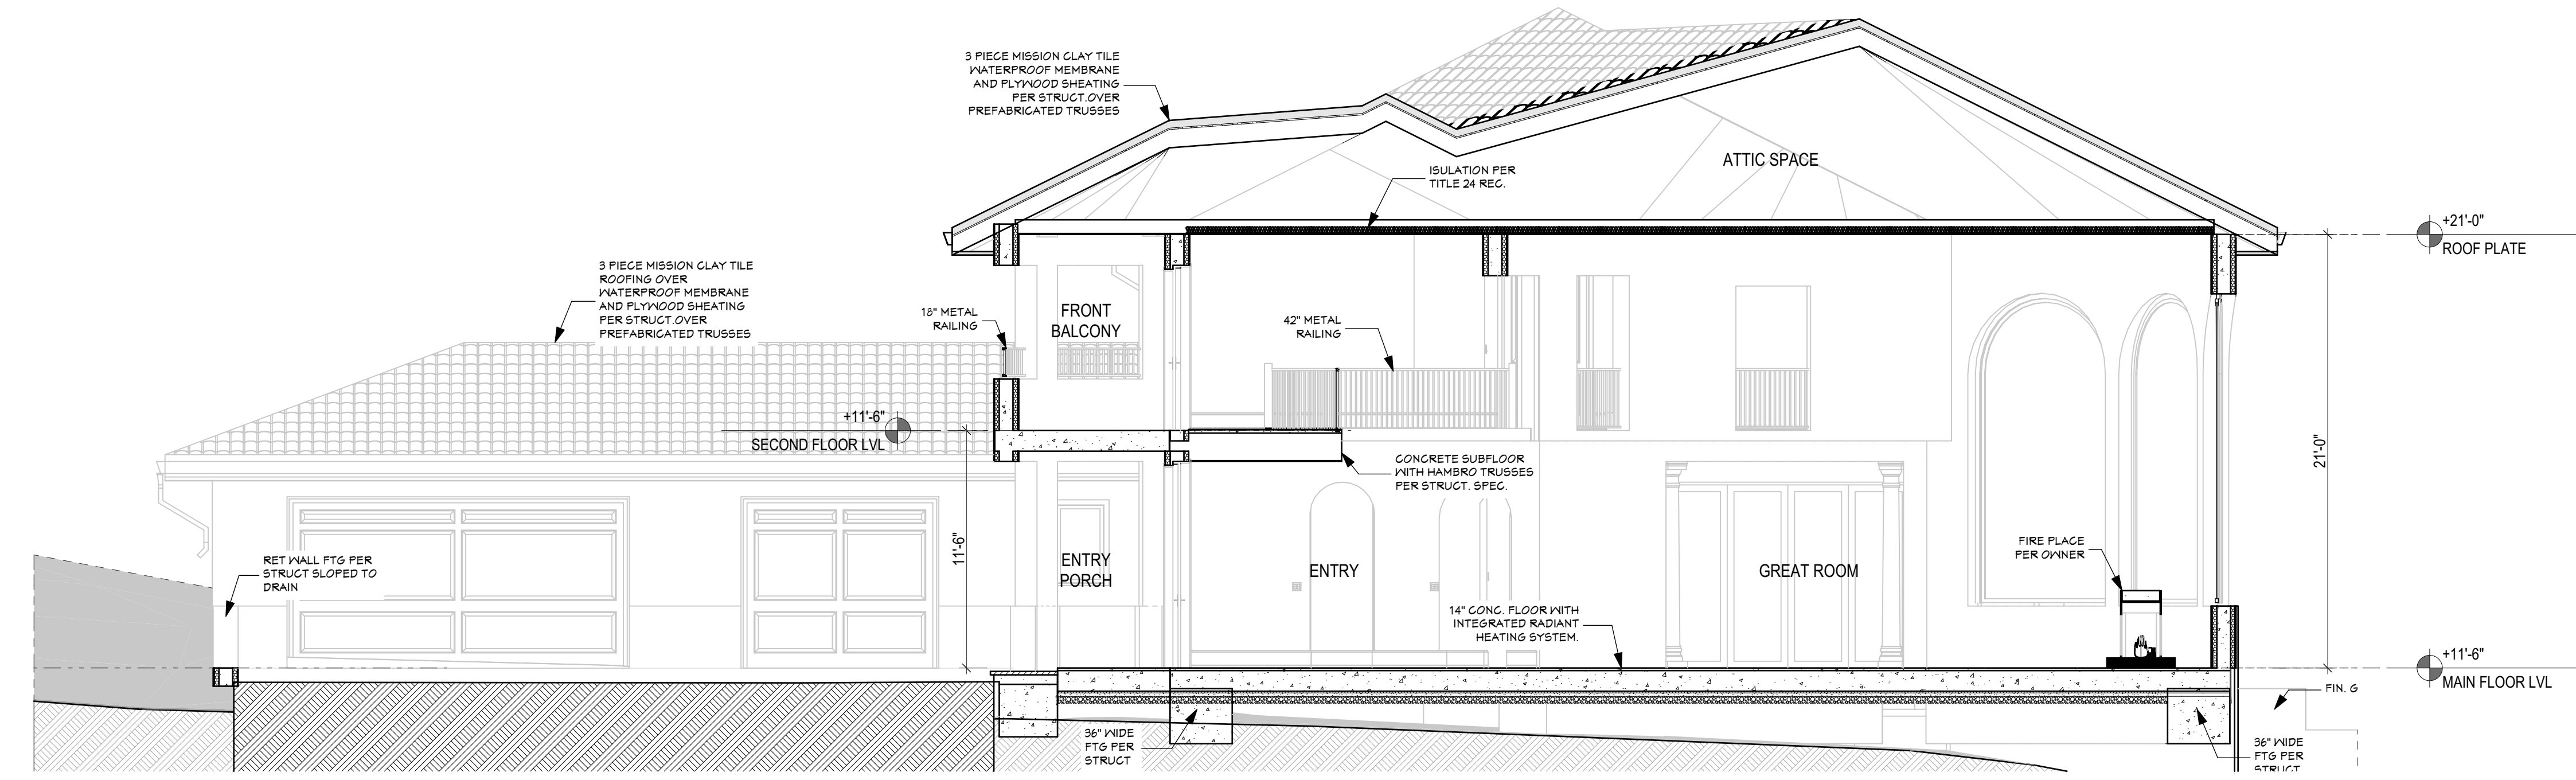 3 PIECE MISSION CLAY TILE
WATERPROOF MEMBRANE
AND PLYWOOD SHEATING
PER STRUCT.OVER
PREFABRICATED TRUSSES
ATTIC SPACE
ISULATION PER
TITLE 24 REC.
+21'-0"
ROOF PLATE
3 PIECE MISSION CLAY TILE
ROOFING OVER
WATERPROOF MEMBRANE
AND PLYWOOD SHEATING
PER STRUCT.OVER
PREFABRICATED TRUSSES
18" METAL
RAILING
FRONT
BALCONY
42" METAL
RAILING
+11'-6"
SECOND FLOOR LVL
CONCRETE SUBFLOOR
WITH HAMBRO TRUSSES
PER STRUCT. SPEC.
21'-0"
11'-6"
RET WALL FTG PER
STRUCT SLOPED TO
DRAIN
ENTRY
PORCH
ENTRY
GREAT ROOM
FIRE PLACE
PER OWNER
14" CONC. FLOOR WITH
INTEGRATED RADIANT
HEATING SYSTEM.
+11'-6"
MAIN FLOOR LVL
FIN. G
36" WIDE
FTG PER
STRUCT
36" WIDE
FTG PER
STRUCT